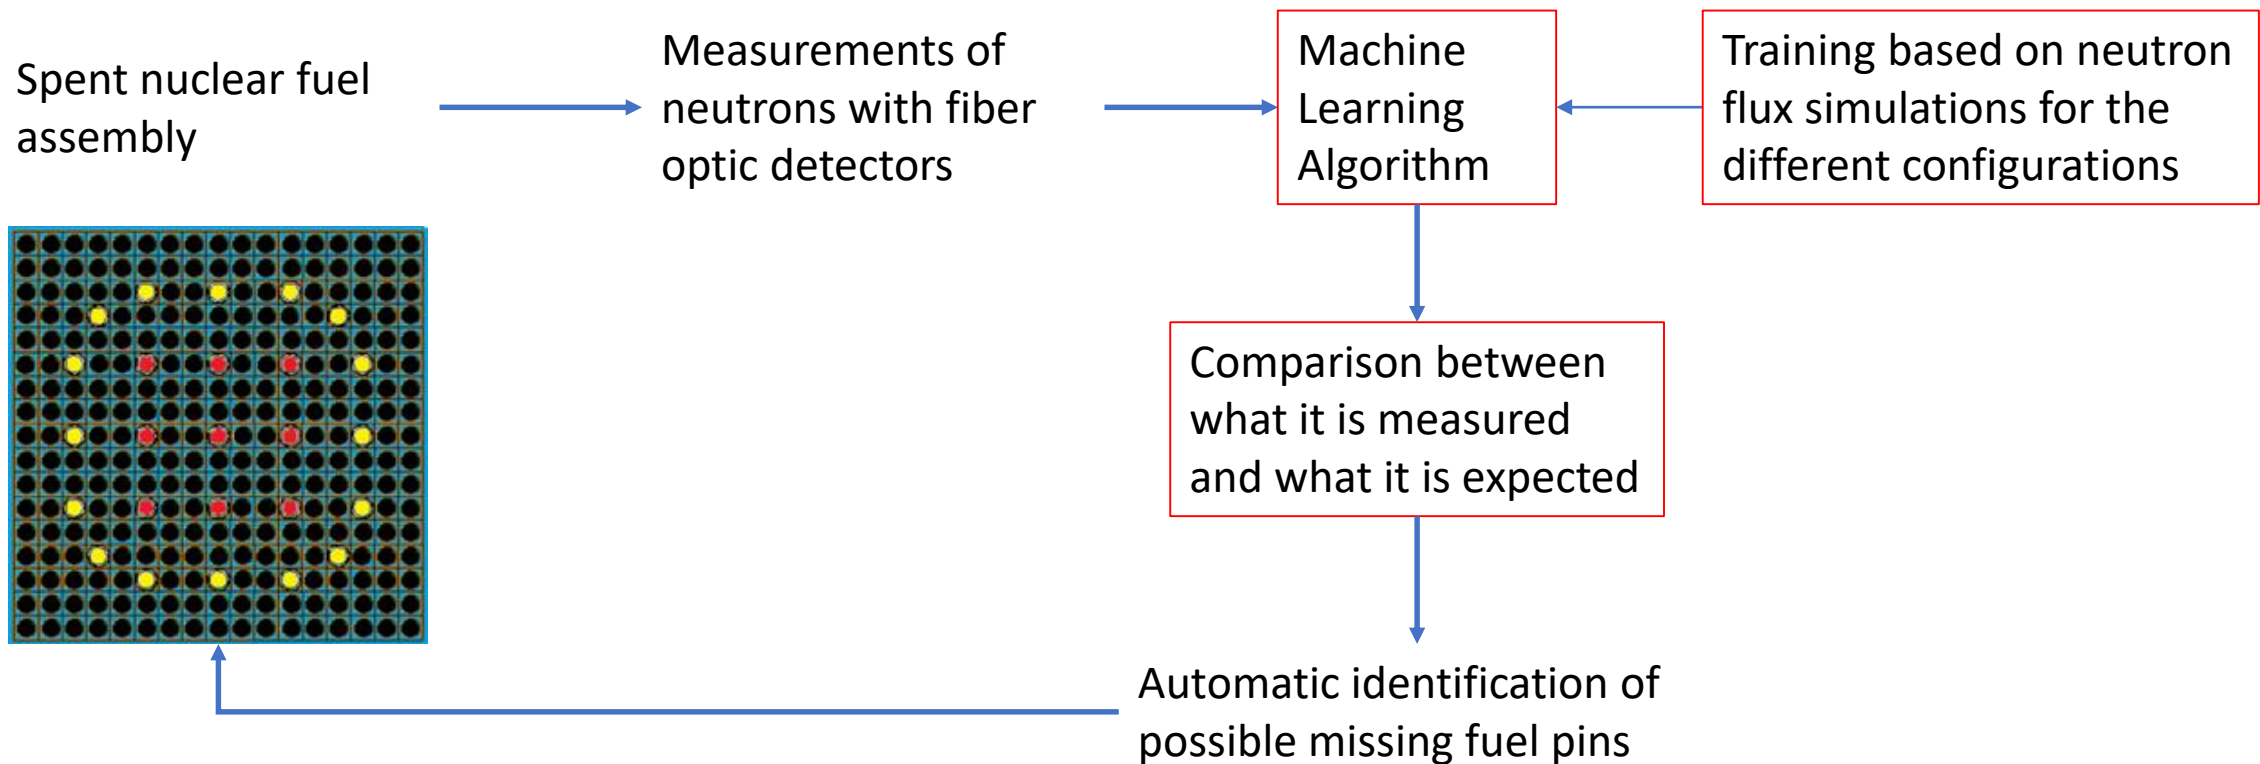 Spent nuclear fuel
assembly
Measurements of
neutrons with fiber
optic detectors
Machine
Learning
Algorithm
Training based on neutron
flux simulations for the
different configurations
Comparison between
what it is measured
and what it is expected
Automatic identification of
possible missing fuel pins